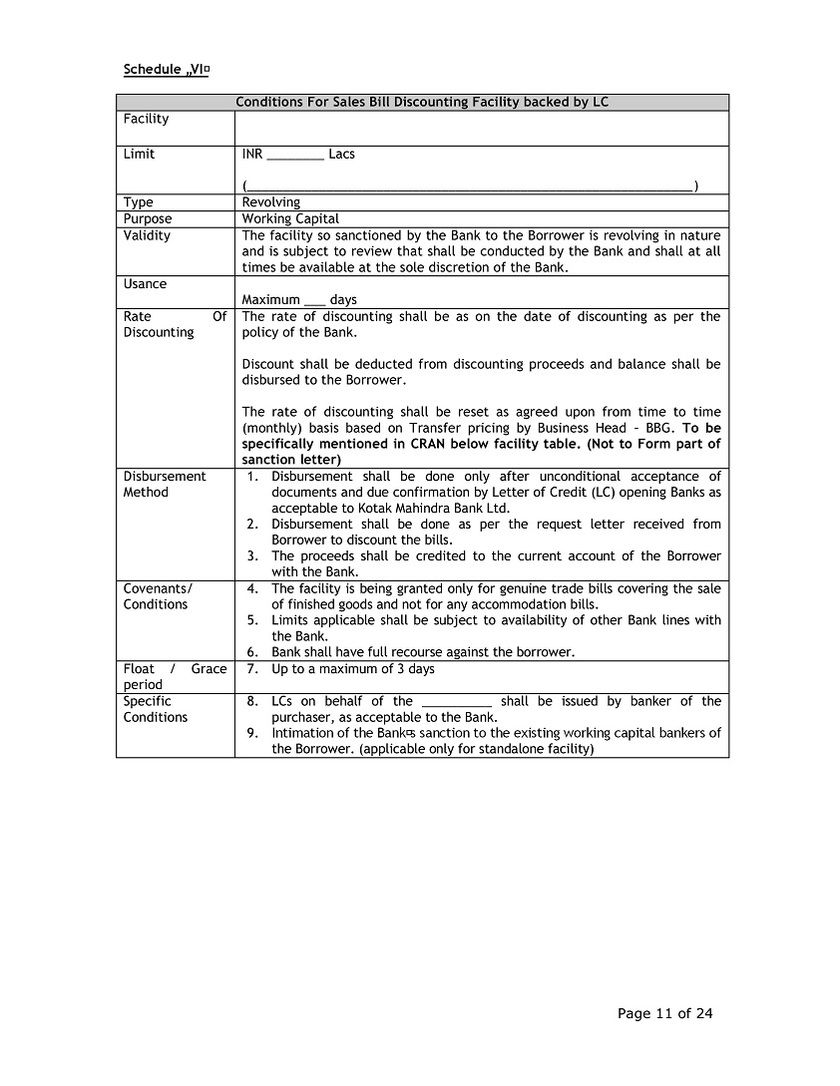 Schedule „VI¤
Conditions For Sales Bill Discounting Facility backed by LC
Facility
Limit
INR ________ Lacs
(________________________________________________________________)
Type
Revolving
Purpose
Working Capital
Validity
The facility so sanctioned by the Bank to the Borrower is revolving in nature
and is subject to review that shall be conducted by the Bank and shall at all
times be available at the sole discretion of the Bank.
Usance
Maximum ___ days
Rate Of
Discounting
The rate of discounting shall be as on the date of discounting as per the
policy of the Bank.
Discount shall be deducted from discounting proceeds and balance shall be
disbursed to the Borrower.
The rate of discounting shall be reset as agreed upon from time to time
(monthly) basis based on Transfer pricing by Business Head – BBG. To be
specifically mentioned in CRAN below facility table. (Not to Form part of
sanction letter)
Disbursement
Method
1. Disbursement shall be done only after unconditional acceptance of
documents and due confirmation by Letter of Credit (LC) opening Banks as
acceptable to Kotak Mahindra Bank Ltd.
2. Disbursement shall be done as per the request letter received from
Borrower to discount the bills.
3. The proceeds shall be credited to the current account of the Borrower
with the Bank.
Covenants/
Conditions
4. The facility is being granted only for genuine trade bills covering the sale
of finished goods and not for any accommodation bills.
5. Limits applicable shall be subject to availability of other Bank lines with
the Bank.
6. Bank shall have full recourse against the borrower.
Float / Grace
period
7. Up to a maximum of 3 days
Specific
Conditions
8. LCs on behalf of the __________ shall be issued by banker of the
purchaser, as acceptable to the Bank.
9. Intimation of the Bank¤s sanction to the existing working capital bankers of
the Borrower. (applicable only for standalone facility)
Page 11 of 24